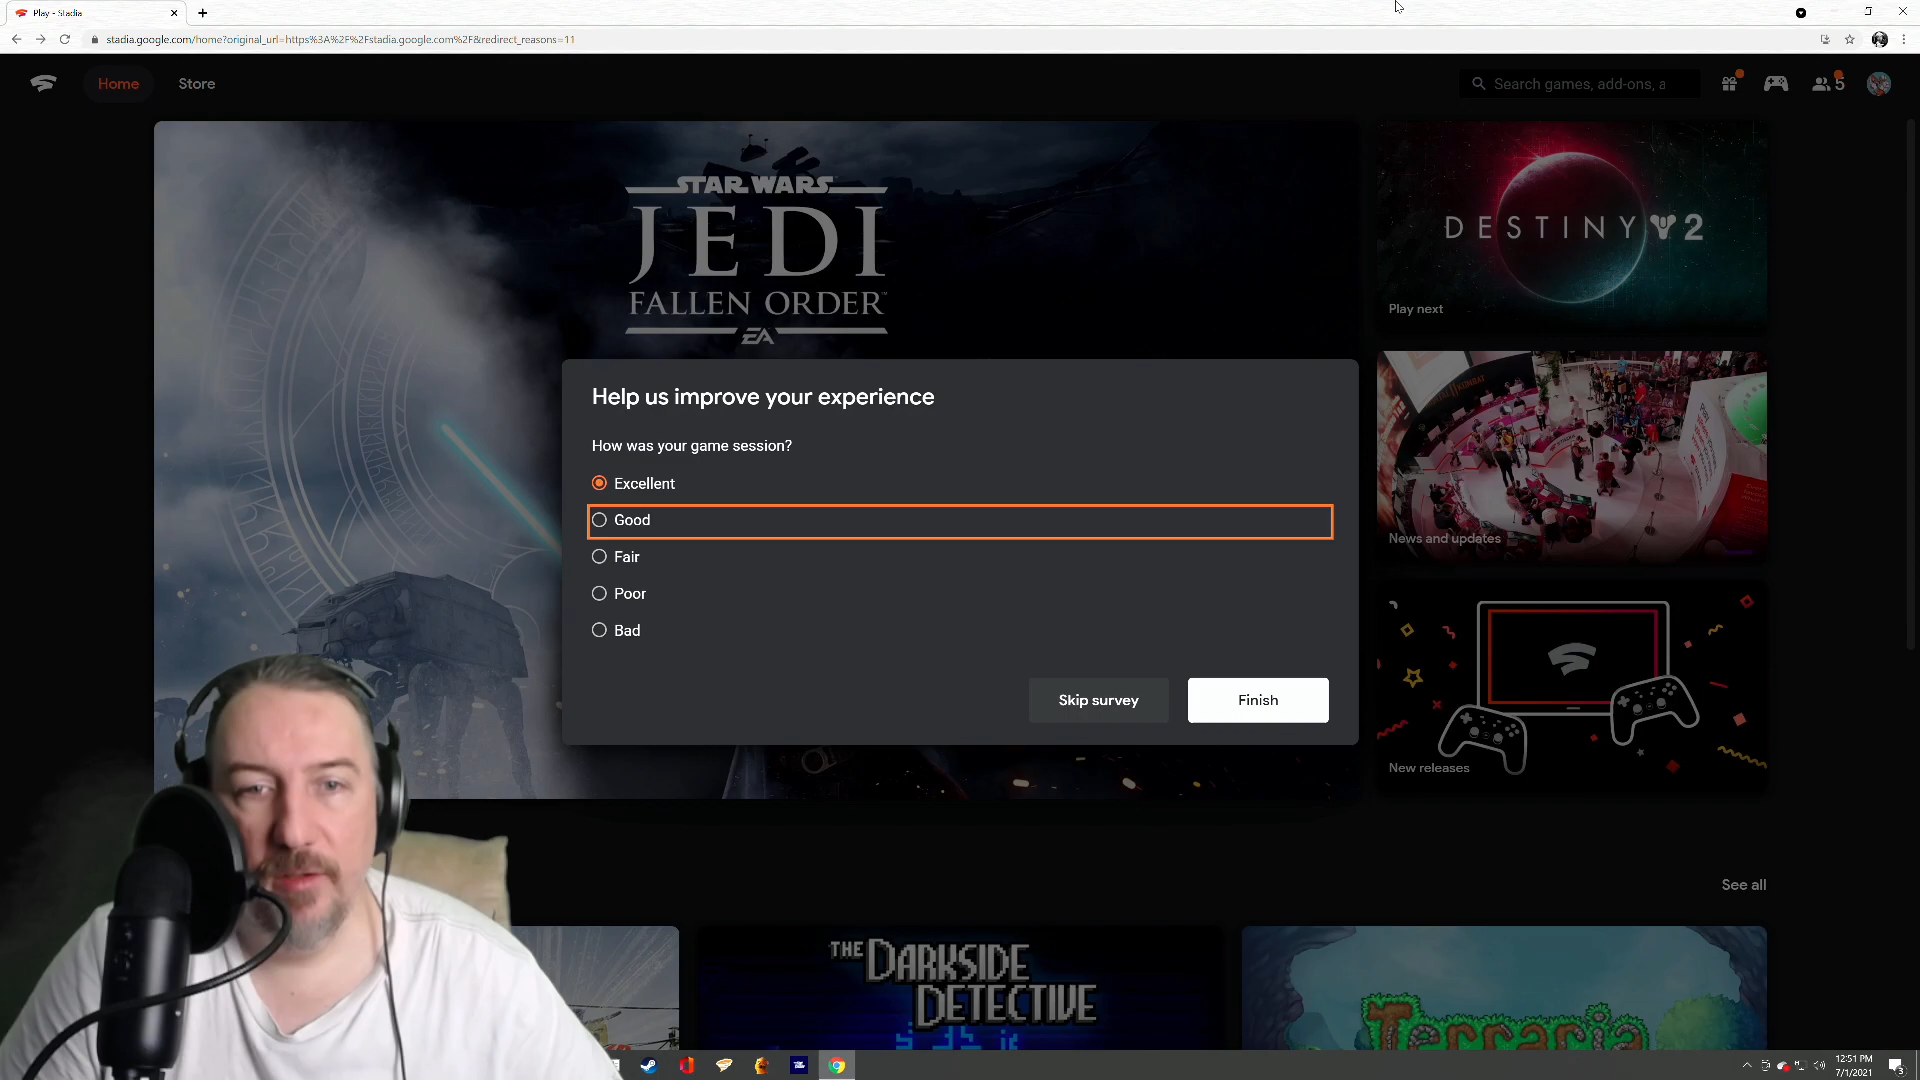 Play - Stadia
stadia.google.com/home?original_url=https%3A%2F%2Fstadia.google.com%2F&redirect_reasons=11
Home
Store
Search games, add-ons, a
5
STAR WARS
JEDI
FALLEN ORDER
EA
DESTINY 2
Play next
Help us improve your experience
How was your game session?
Excellent
Good
Fair
Poor
Bad
Skip survey
Finish
News and updates
New releases
See all
THE DARKSIDE
DETECTIVE
Terraria
12:51 PM
7/1/2021
3